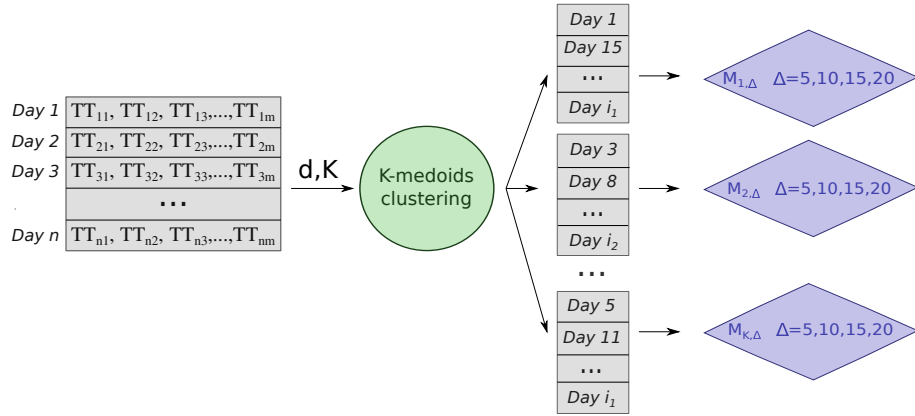 Day 1 TT11, TT12, TT13,...,TT1m
Day 2 TT21, TT22, TT23,...,TT2m
Day 3 TT31, TT32, TT33,...,TT3m
...
Day n TTn1, TTn2, TTn3,...,TTnm
d,K
K-medoids
clustering
Day 1
Day 15
...
Day i1
M1,Δ Δ=5,10,15,20
Day 3
Day 8
...
Day i2
M2,Δ Δ=5,10,15,20
...
Day 5
Day 11
...
Day i1
MK,Δ Δ=5,10,15,20